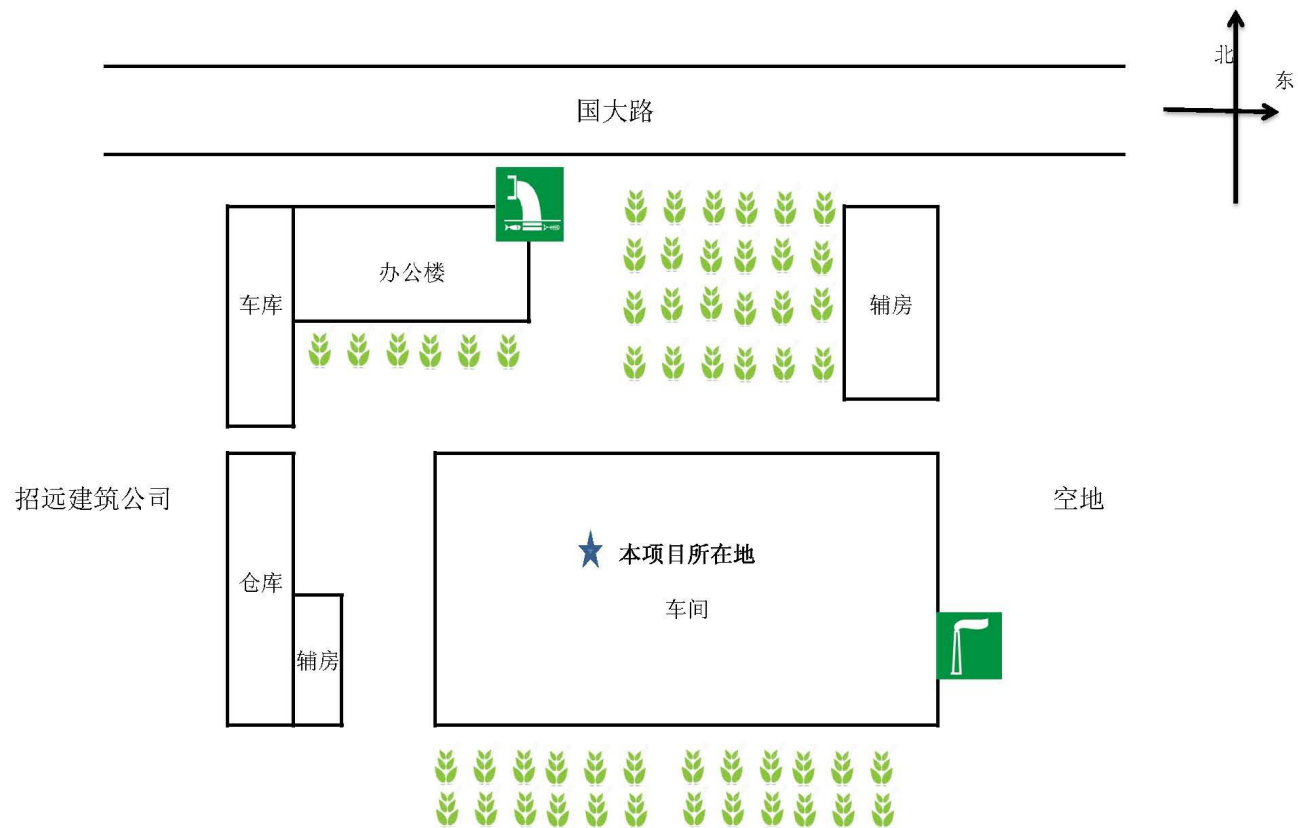 北
东
国大路
办公楼
车库
辅房
招远建筑公司
空地
本项目所在地
仓库
车间
辅房